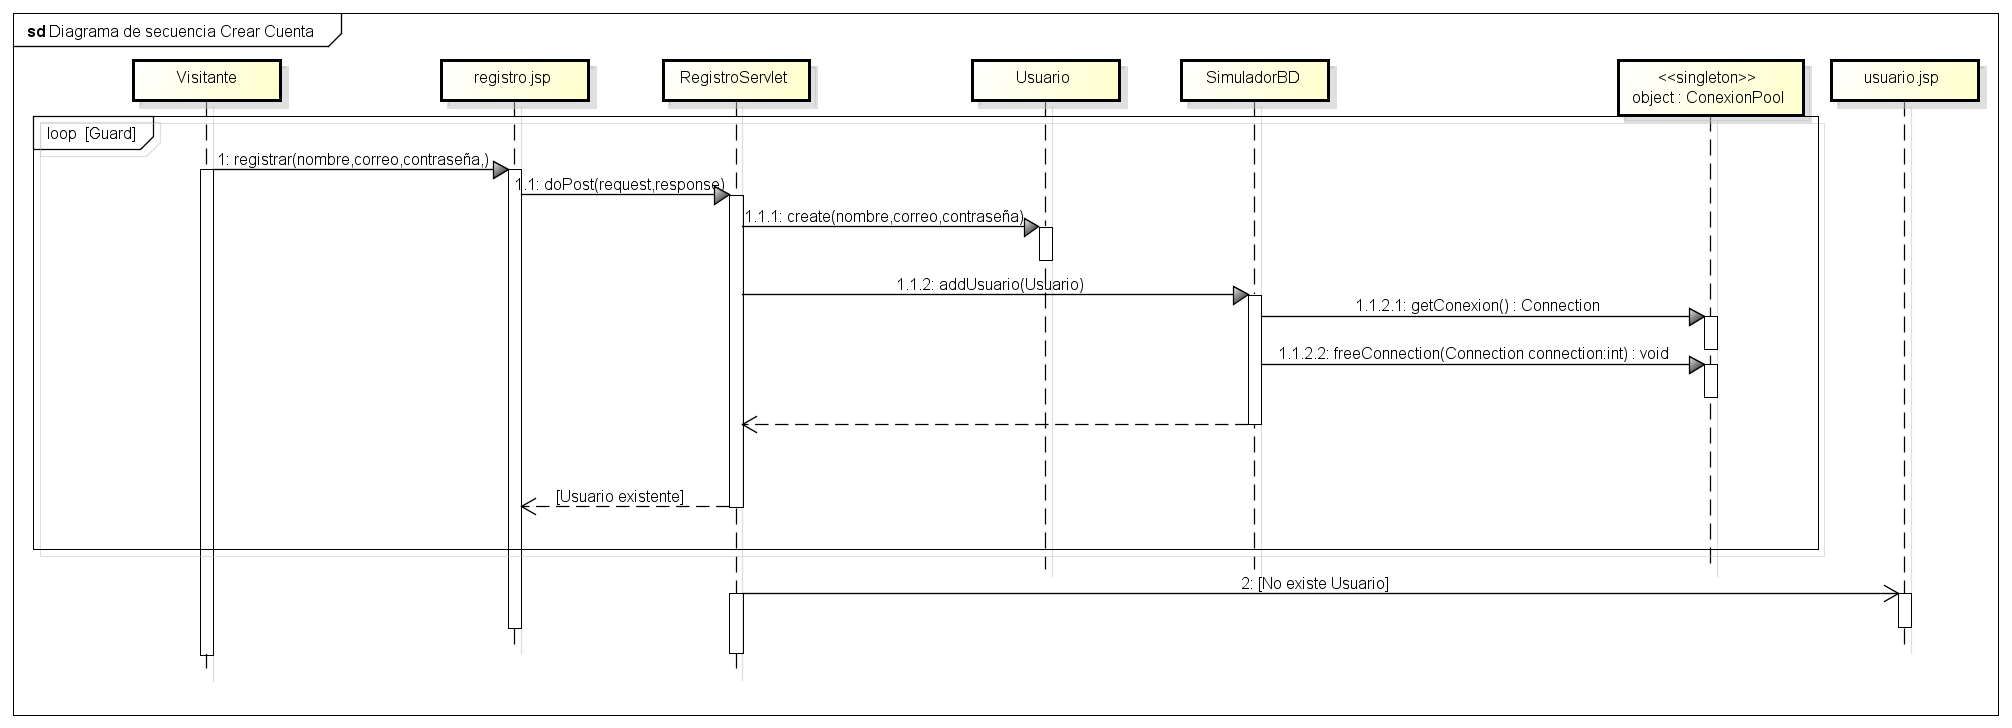 sd Diagrama de secuencia Crear Cuenta
Visitante
registro.jsp
RegistroServlet
Usuario
SimuladorBD
<<singleton>>
object : ConexionPool
usuario.jsp
loop [Guard]
1: registrar(nombre,correo,contraseña,)
1.1: doPost(request,response)
1.1.1: create(nombre,correo,contraseña)
1.1.2: addUsuario(Usuario)
1.1.2.1: getConexion() : Connection
1.1.2.2: freeConnection(Connection connection:int) : void
[Usuario existente]
2: [No existe Usuario]